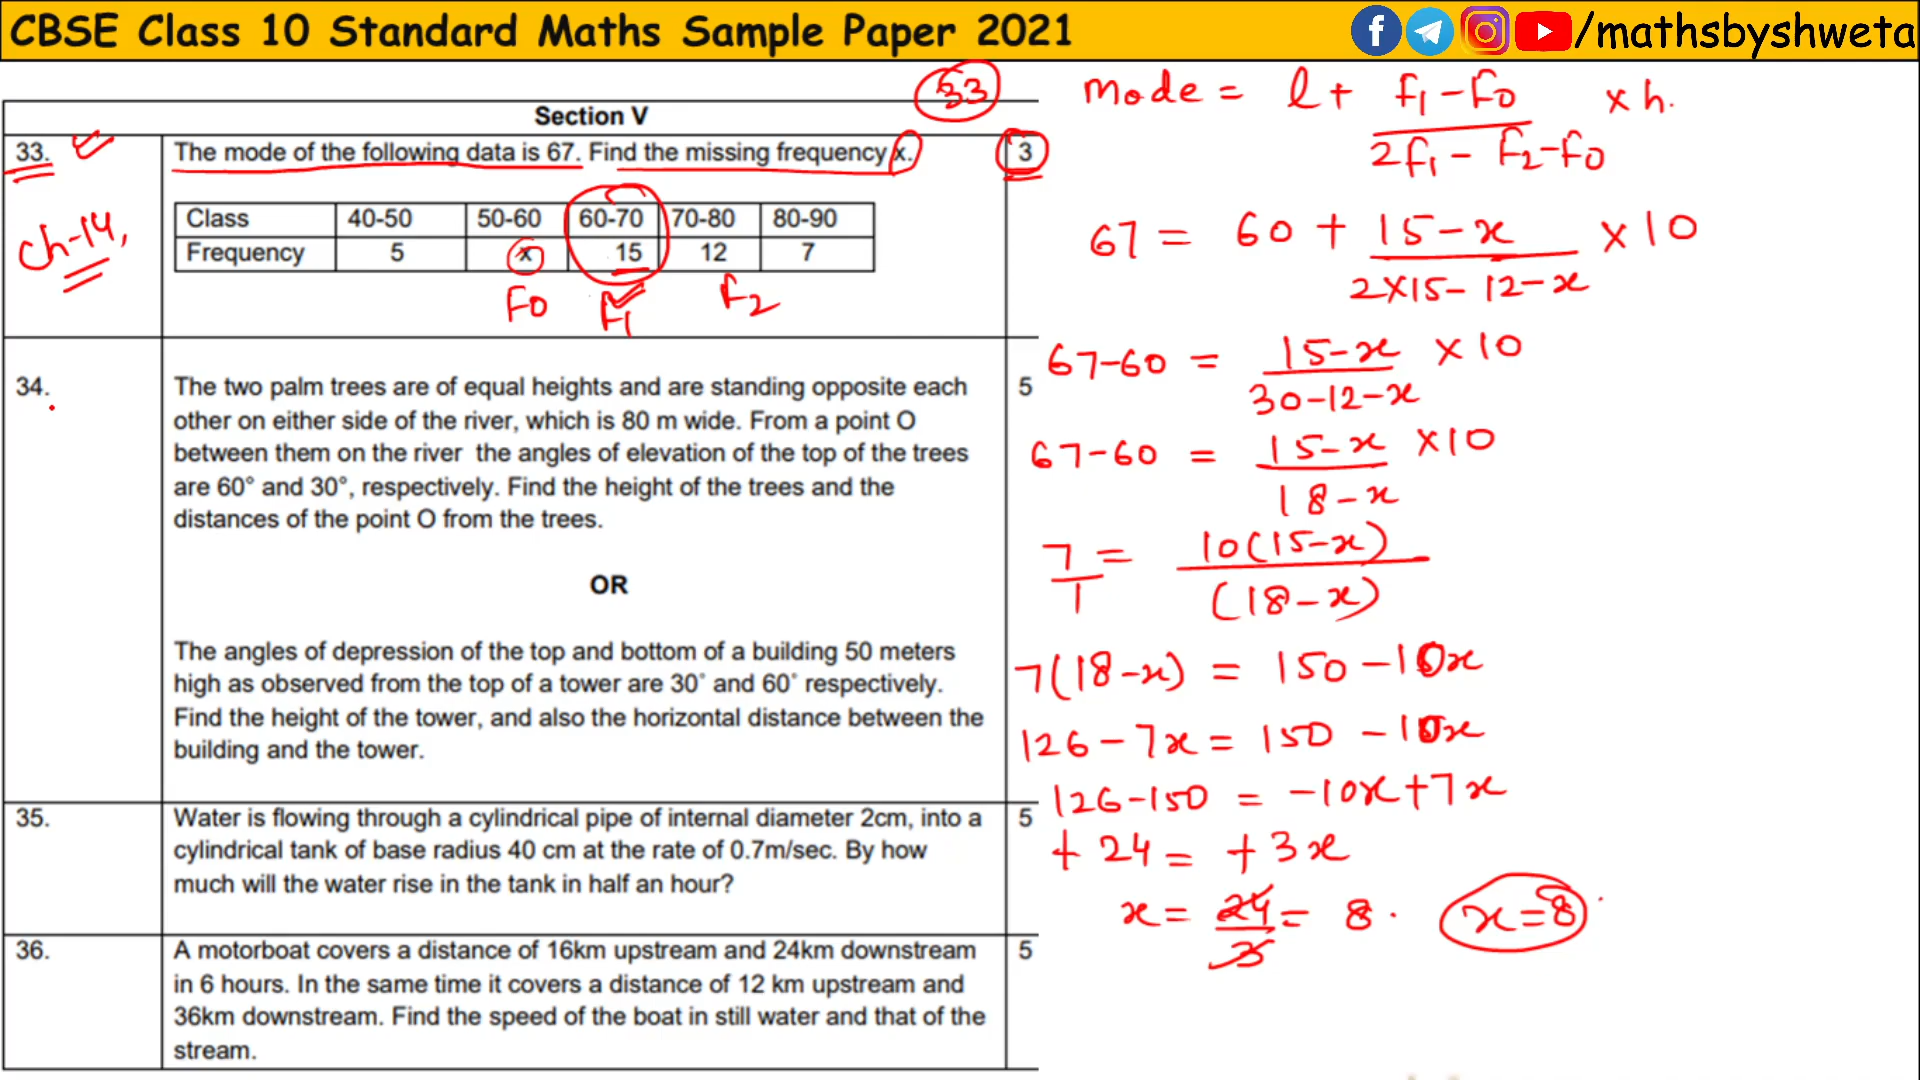 CBSE Class 10 Standard Maths Sample Paper 2021
/mathsbyshweta
33
Section V
33. The mode of the following data is 67. Find the missing frequency x. 3
Class 40-50 50-60 60-70 70-80 80-90
Frequency 5 x 15 12 7
F0 F1 F2
Ch-14,
34. The two palm trees are of equal heights and are standing opposite each 5
other on either side of the river, which is 80 m wide. From a point O
between them on the river the angles of elevation of the top of the trees
are 60° and 30°, respectively. Find the height of the trees and the
distances of the point O from the trees.
OR
The angles of depression of the top and bottom of a building 50 meters
high as observed from the top of a tower are 30˚ and 60˚ respectively.
Find the height of the tower, and also the horizontal distance between the
building and the tower.
35. Water is flowing through a cylindrical pipe of internal diameter 2cm, into a 5
cylindrical tank of base radius 40 cm at the rate of 0.7m/sec. By how
much will the water rise in the tank in half an hour?
36. A motorboat covers a distance of 16km upstream and 24km downstream 5
in 6 hours. In the same time it covers a distance of 12 km upstream and
36km downstream. Find the speed of the boat in still water and that of the
stream.
mode = l + f1 - f0 × h.
2f1 - f2 - f0
67 = 60 + 15 - x × 10
2×15 - 12 - x
67-60 = 15-x × 10
30-12-x
67-60 = 15-x ×10
18-x
7 = 10(15-x)
1 (18-x)
7(18-x) = 150 - 10x
126 - 7x = 150 - 10x
126-150 = -10x+7x
+24 = +3x
x = 24 = 8. x=8
3